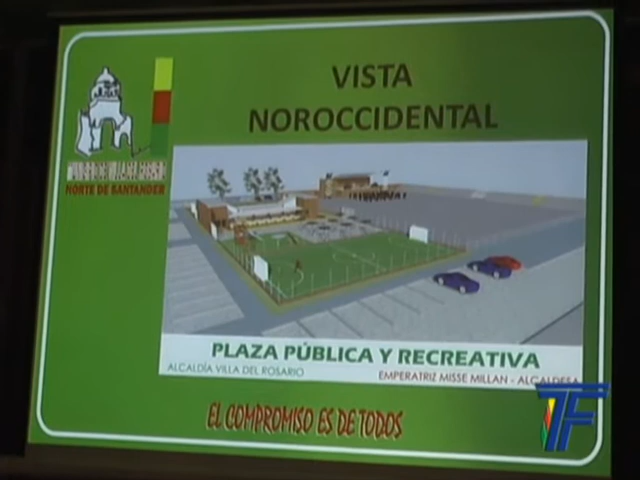 VISTA
NOROCCIDENTAL
NORTE DE SANTANDER
PLAZA PÚBLICA Y RECREATIVA
ALCALDÍA VILLA DEL ROSARIO
EMPERATRIZ MISSE MILLAN - ALCALDESA
EL COMPROMISO ES DE TODOS
TF